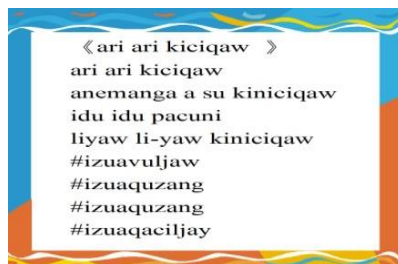 《ari ari kiciqaw 》
ari ari kiciqaw
anemanga a su kiniciqaw
idu idu pacuni
liyaw li-yaw kiniciqaw
#izuavuljaw
#izuaquzang
#izuaquzang
#izuaqaciljay